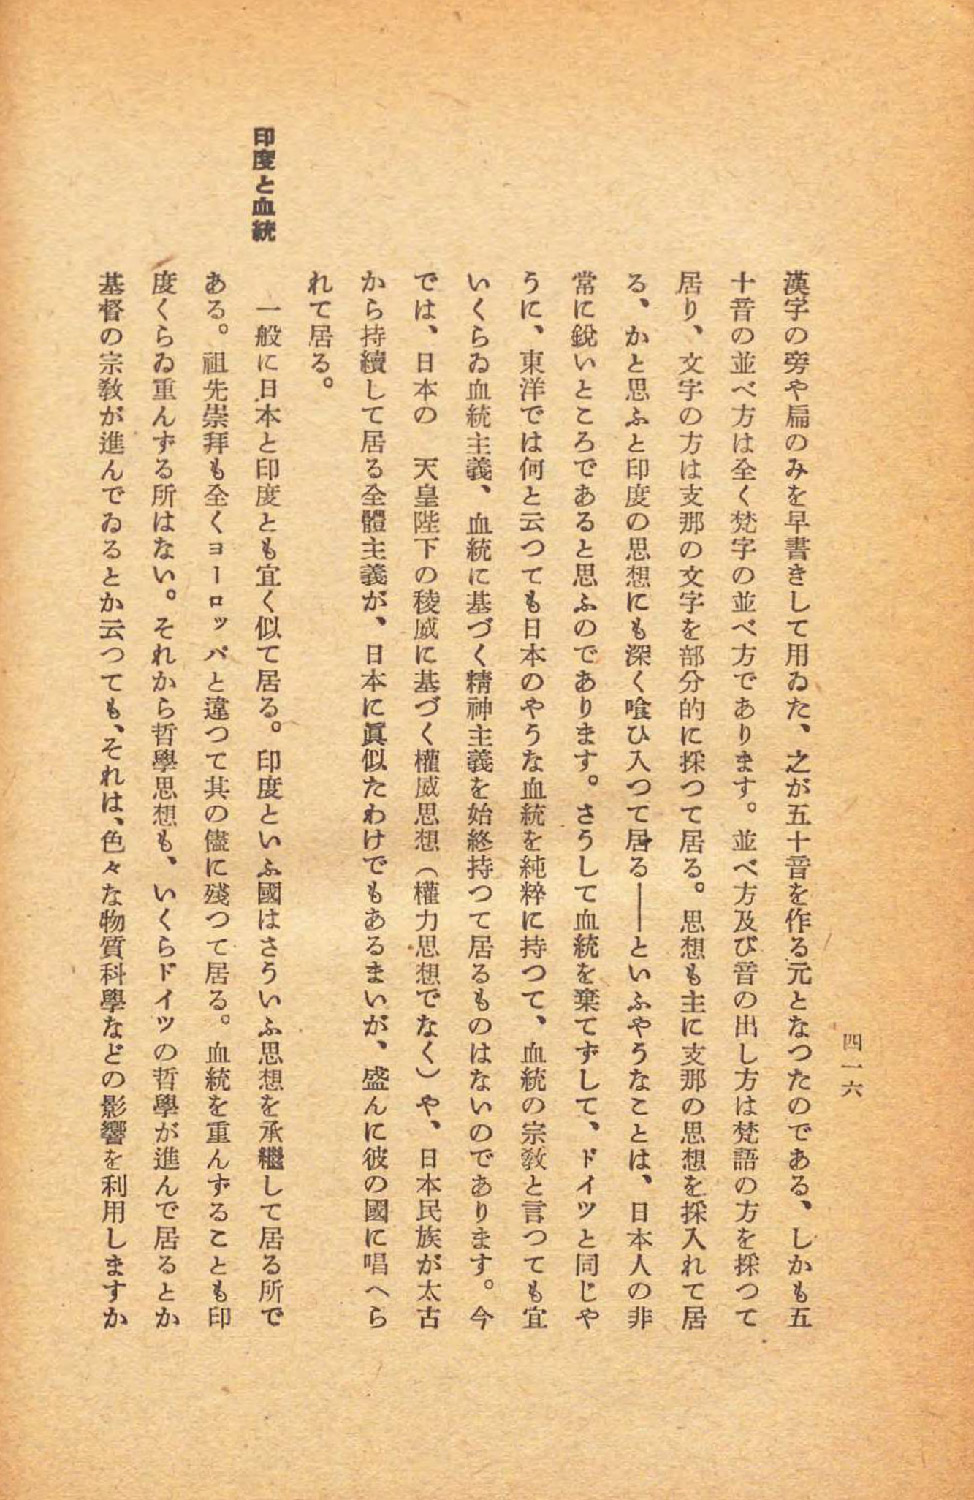 四一六
漢字の旁や扁のみを早書きして用ゐた、之が五十音を作る元となつたのである、しかも五
十音の並べ方は全く梵字の並べ方であります。並べ方及び音の出し方は梵語の方を採つて
居り、文字の方は支那の文字を部分的に採つて居る。思想も主に支那の思想を採入れて居
る、かと思ふと印度の思想にも深く喰ひ入つて居る――といふやうなことは、日本人の非
常に鋭いところであると思ふのであります。さうして血統を棄てずして、ドイツと同じや
うに、東洋では何と云つても日本のやうな血統を純粹に持つて、血統の宗教と言つても宜
いくらゐ血統主義、血統に基づく精神主義を始終持つて居るものはないのであります。今
では、日本の　天皇陛下の稜威に基づく權威思想（權力思想でなく）や、日本民族が太古
から持續して居る全體主義が、日本に眞似たわけでもあるまいが、盛んに彼の國に唱へら
れて居る。
印度と血統
一般に日本と印度とも宜く似て居る。印度といふ國はさういふ思想を承繼して居る所で
ある。祖先崇拜も全くヨーロッパと違つて其の儘に殘つて居る。血統を重んずることも印
度くらゐ重んずる所はない。それから哲學思想も、いくらドイツの哲學が進んで居るとか
基督の宗教が進んでゐるとか云つても、それは、色々な物質科學などの影響を利用しますか